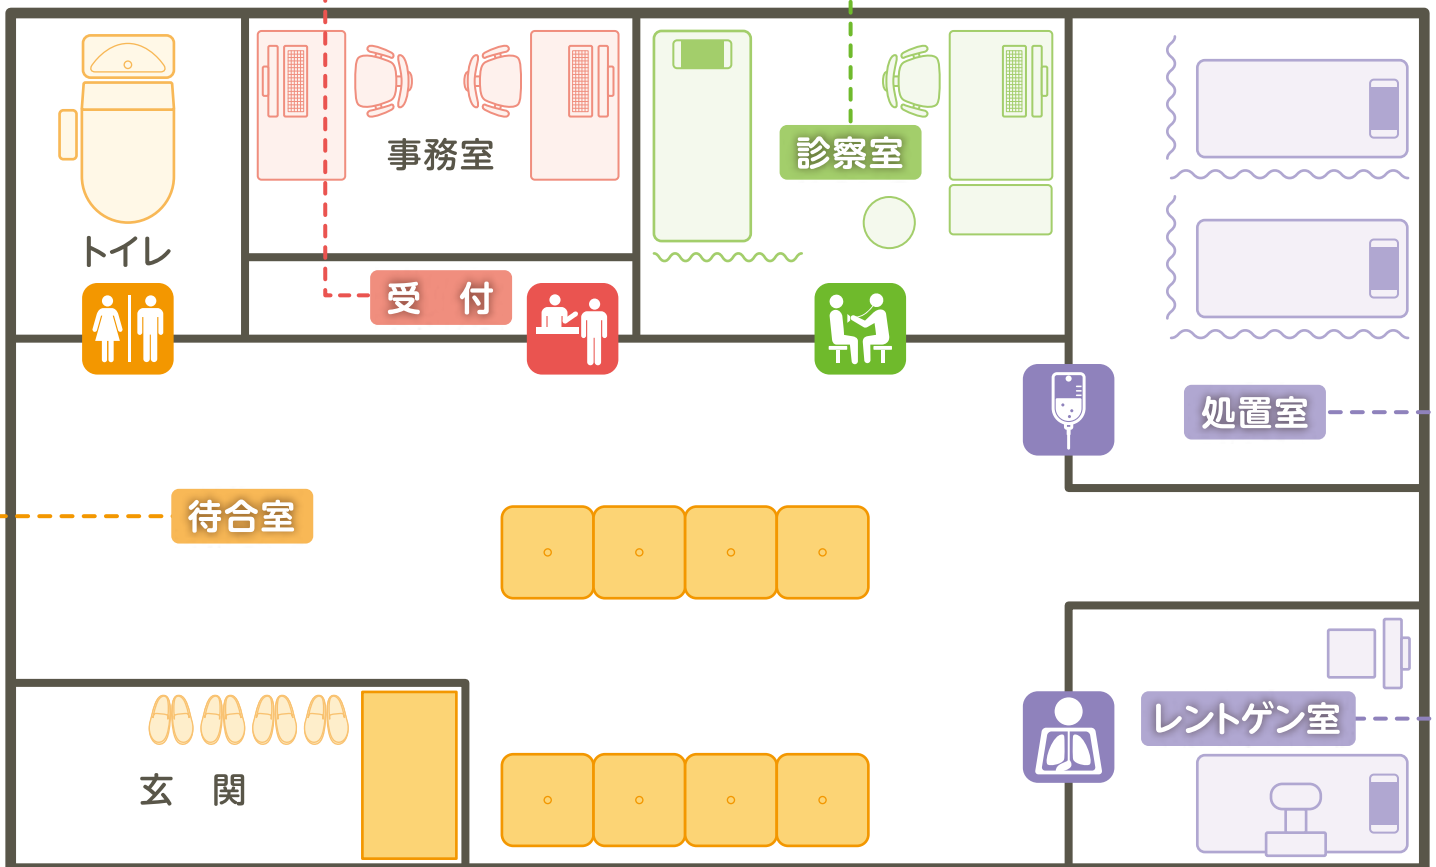 事務室
診察室
トイレ
受　付
処置室
待合室
レントゲン室
玄　関